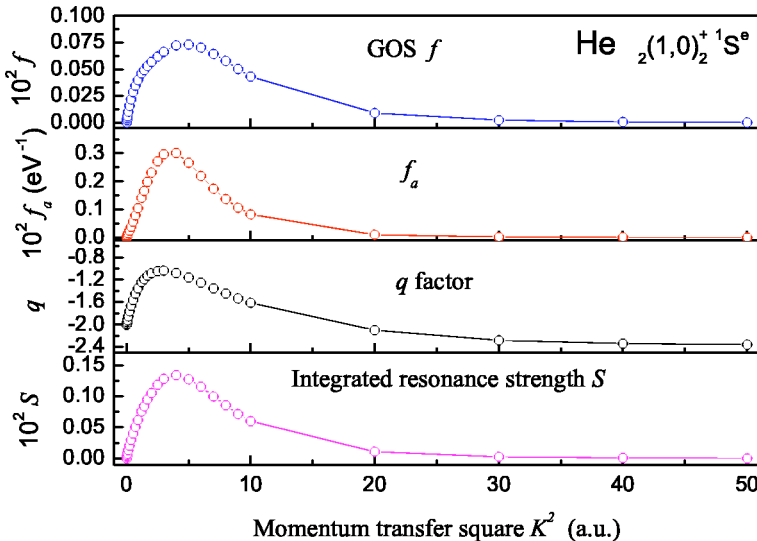 0.100
0.075
0.050
0.025
0.000
10² f
GOS f
He ₂(1,0)₂⁺ ¹Sᵉ
0.3
0.2
0.1
0.0
10² fₐ (eV⁻¹)
fₐ
-0.8
-1.2
-1.6
-2.0
-2.4
q
q factor
0.15
0.10
0.05
0.00
10² S
Integrated resonance strength S
0 10 20 30 40 50
Momentum transfer square K² (a.u.)